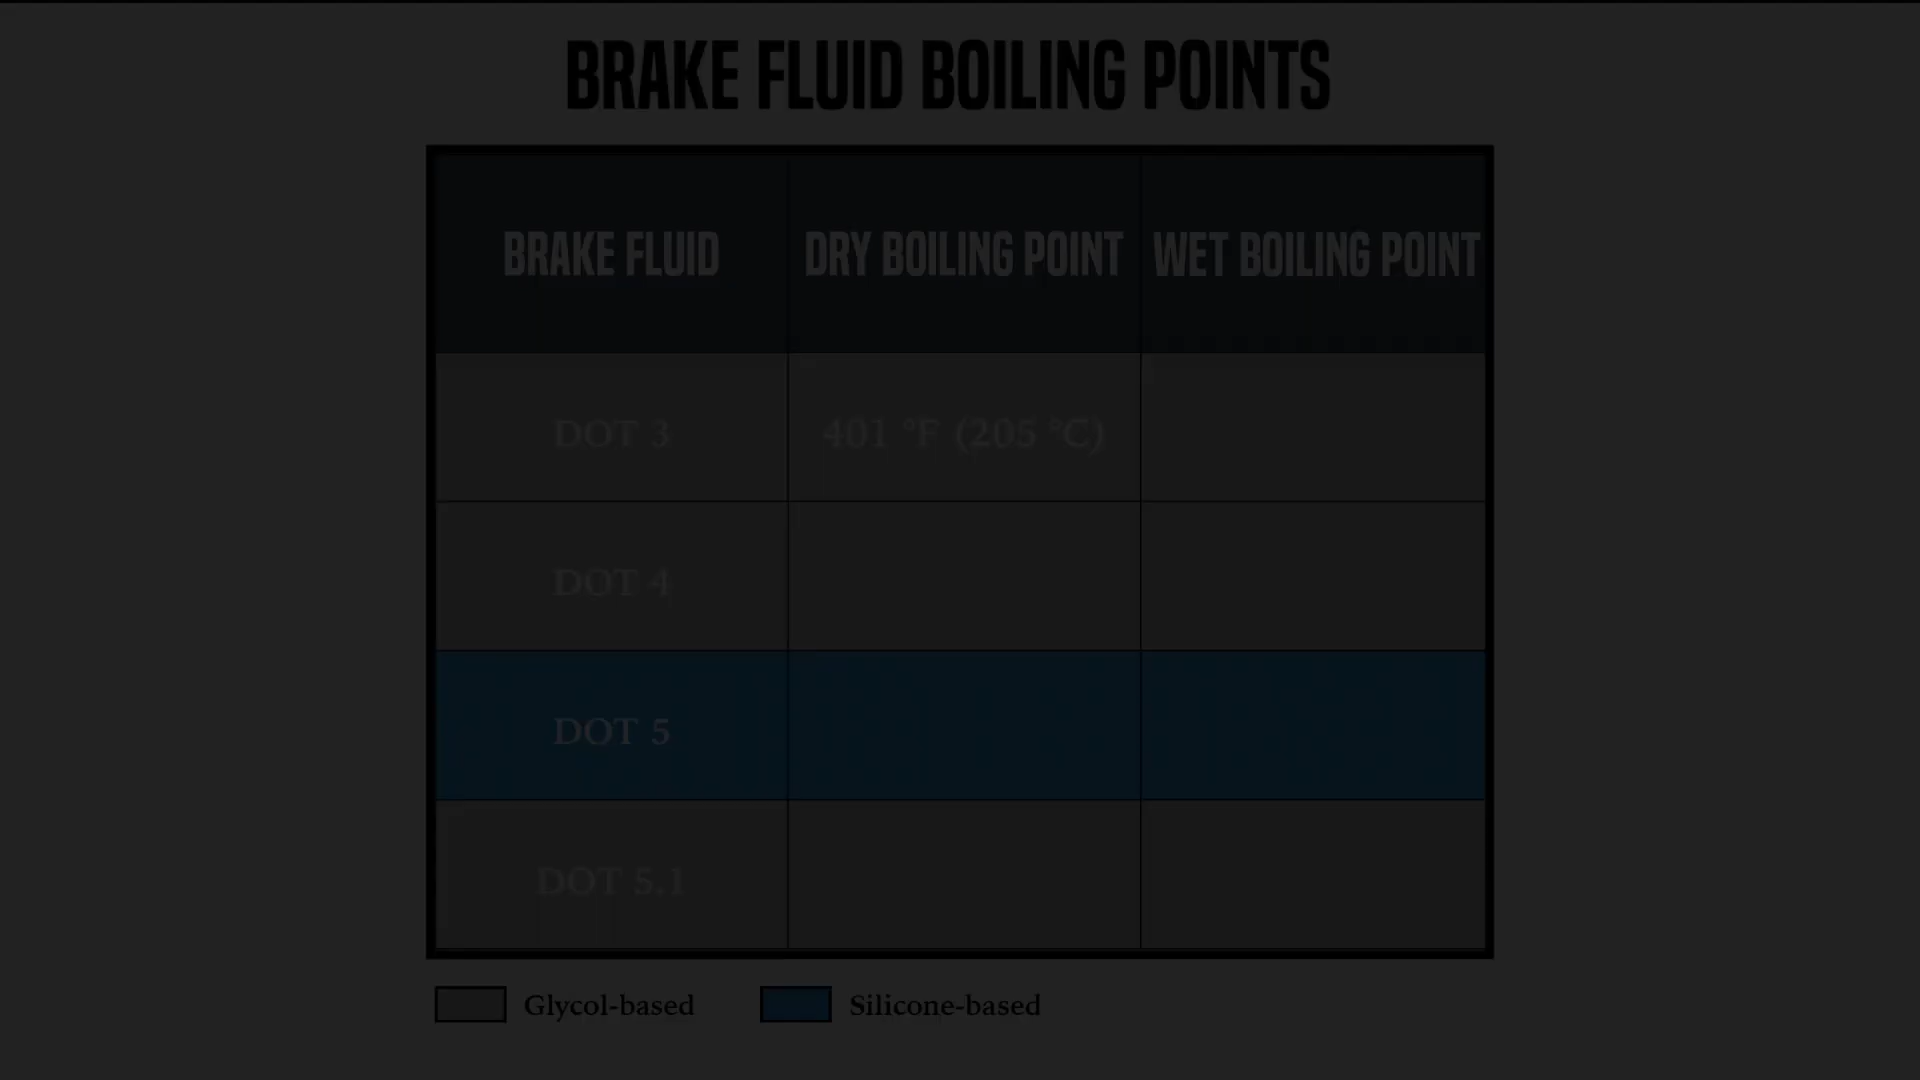 BRAKE FLUID BOILING POINTS
BRAKE FLUID DRY BOILING POINT WET BOILING POINT
DOT 3 401 °F (205 °C)
DOT 4
DOT 5
DOT 5.1
Glycol-based Silicone-based